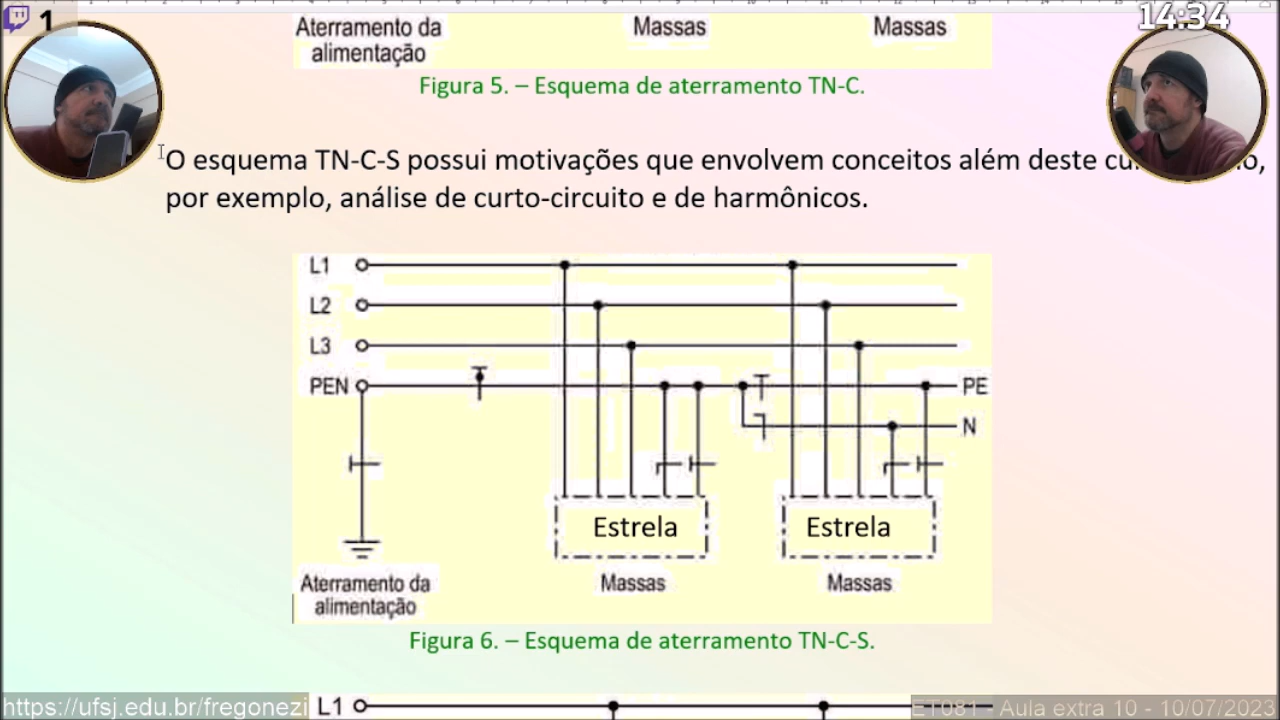 1
14:34
Aterramento da
alimentação
Massas
Massas
Figura 5. – Esquema de aterramento TN-C.
O esquema TN-C-S possui motivações que envolvem conceitos além deste
por exemplo, análise de curto-circuito e de harmônicos.
L1
L2
L3
PEN
PE
N
Estrela
Estrela
Aterramento da
alimentação
Massas
Massas
Figura 6. – Esquema de aterramento TN-C-S.
L1
https://ufsj.edu.br/fregonezi
ET081 - Aula extra 10 - 10/07/2023